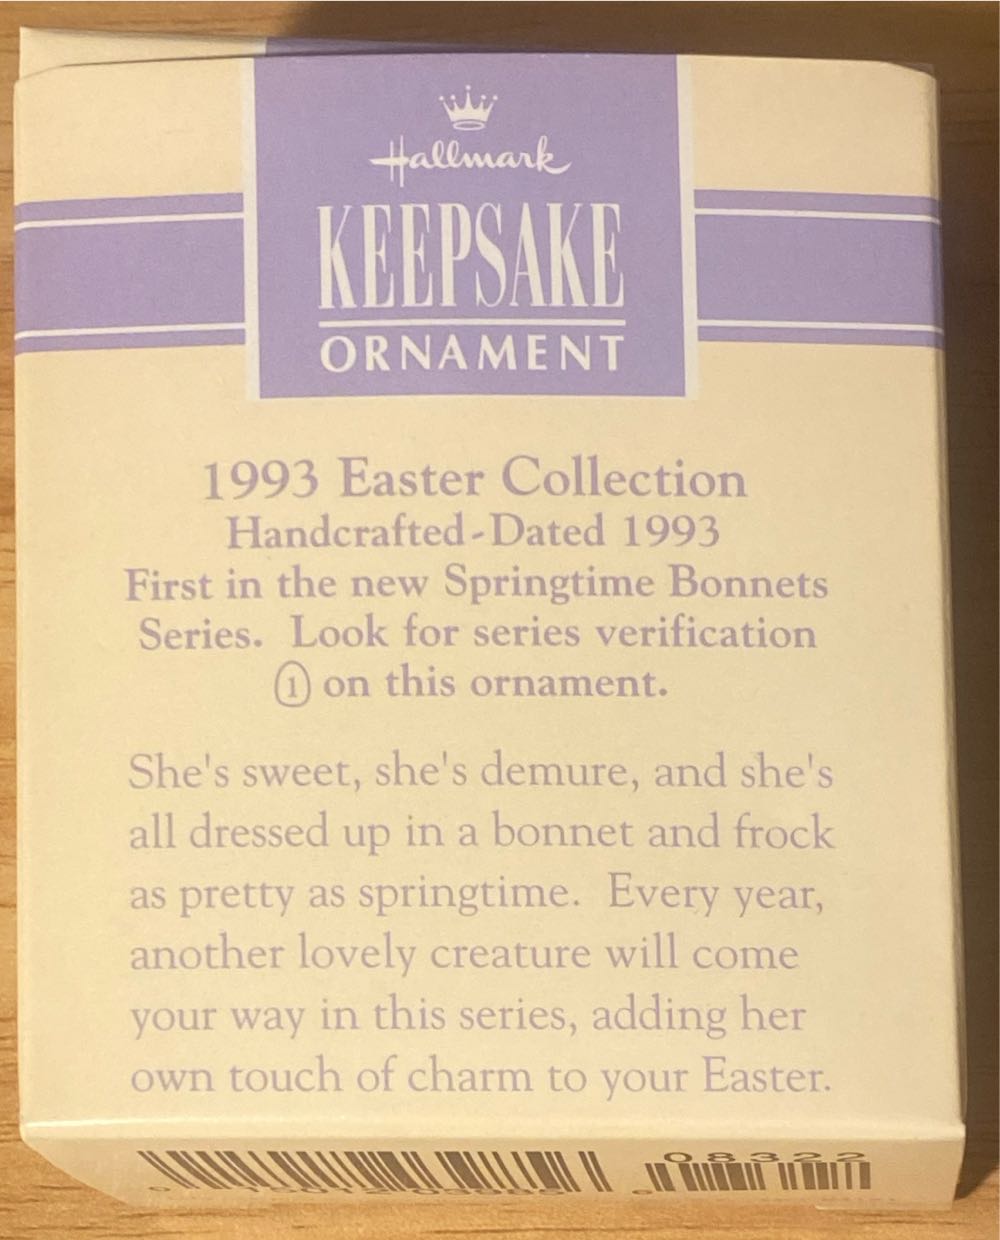 Hallmark
KEEPSAKE
ORNAMENT
1993 Easter Collection
Handcrafted-Dated 1993
First in the new Springtime Bonnets
Series. Look for series verification
① on this ornament.
She's sweet, she's demure, and she's
all dressed up in a bonnet and frock
as pretty as springtime. Every year,
another lovely creature will come
your way in this series, adding her
own touch of charm to your Easter.
08322